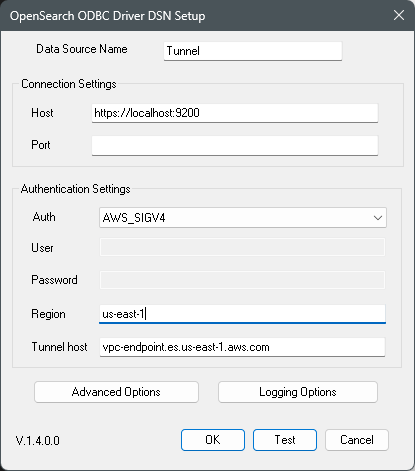 OpenSearch ODBC Driver DSN Setup
Data Source Name Tunnel
Connection Settings
Host https://localhost:9200
Port
Authentication Settings
Auth AWS_SIGV4
User
Password
Region us-east-1
Tunnel host vpc-endpoint.es.us-east-1.aws.com
Advanced Options Logging Options
V.1.4.0.0 OK Test Cancel